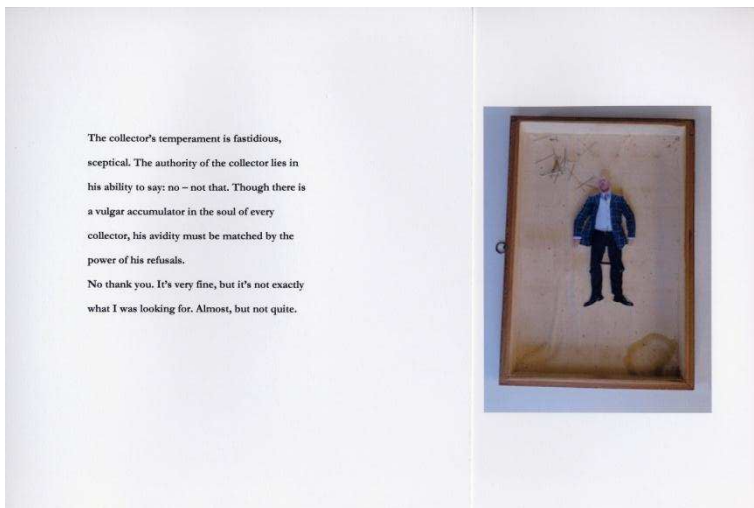 The collector's temperament is fastidious,
sceptical. The authority of the collector lies in
his ability to say: no – not that. Though there is
a vulgar accumulator in the soul of every
collector, his avidity must be matched by the
power of his refusals.
No thank you. It's very fine, but it's not exactly
what I was looking for. Almost, but not quite.